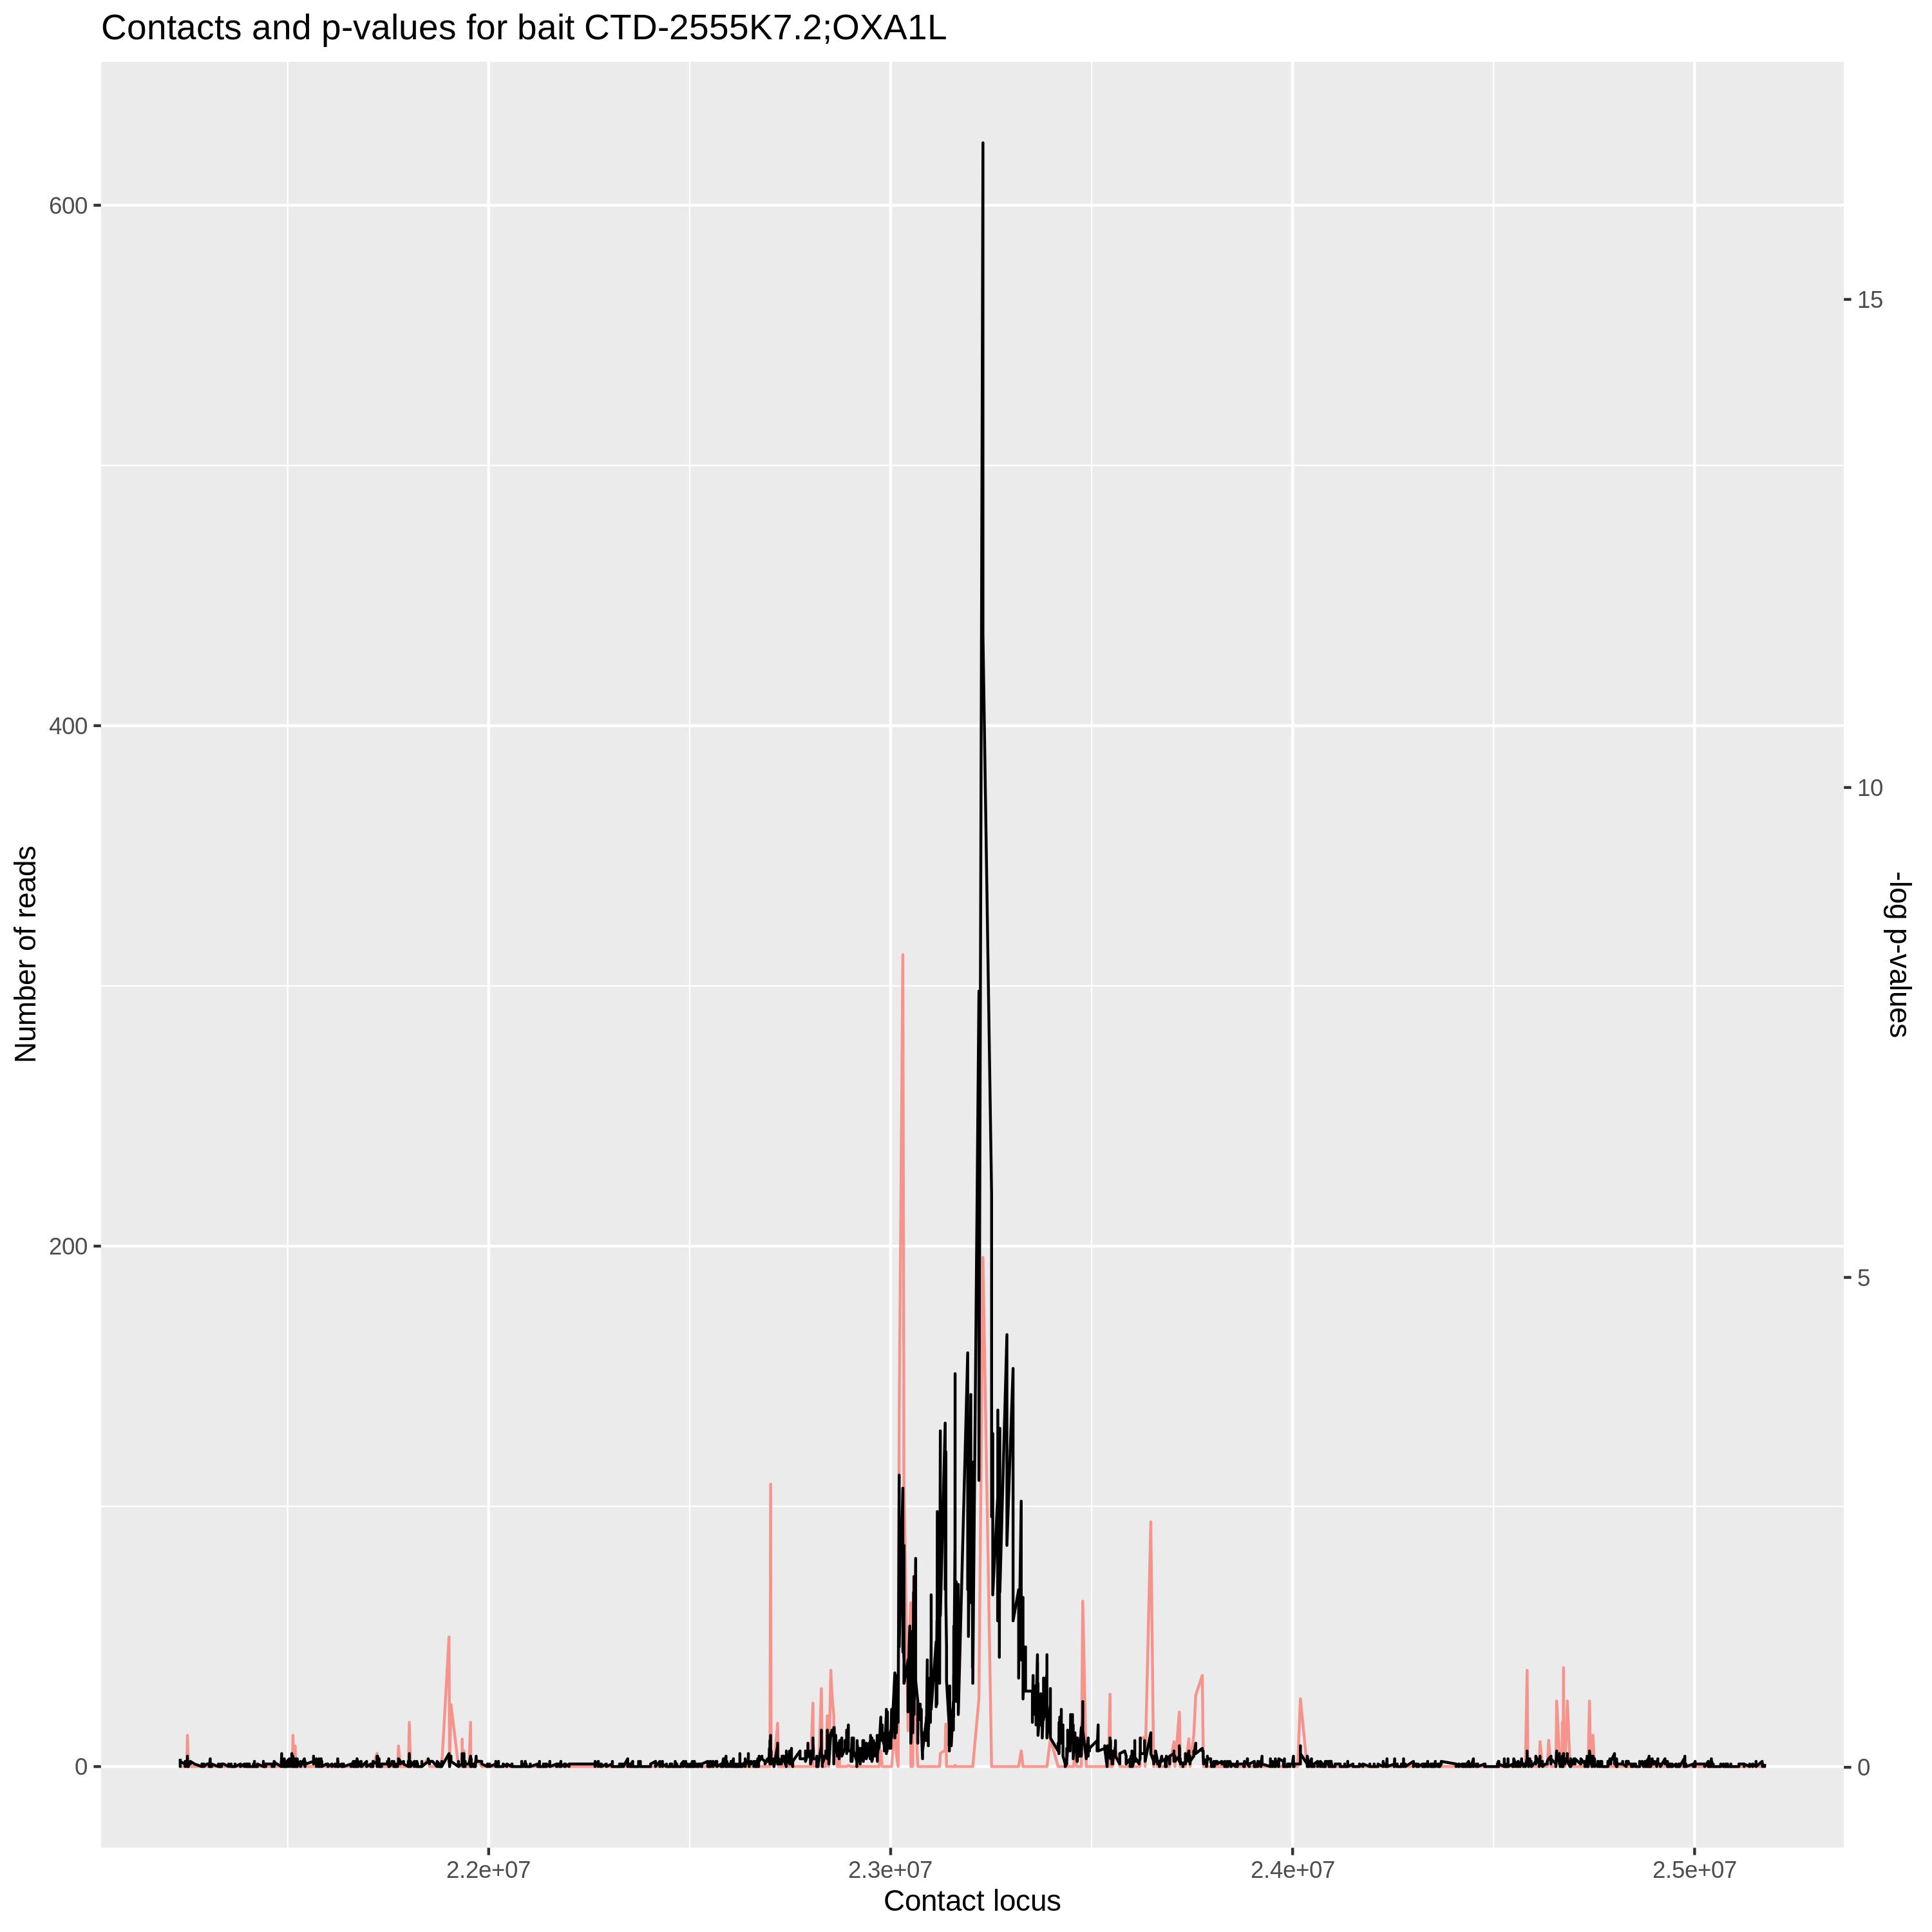 Contacts and p-values for bait CTD-2555K7.2;OXA1L
600
400
200
0
Number of reads
15
10
5
0
-log p-values
2.2e+07
2.3e+07
2.4e+07
2.5e+07
Contact locus